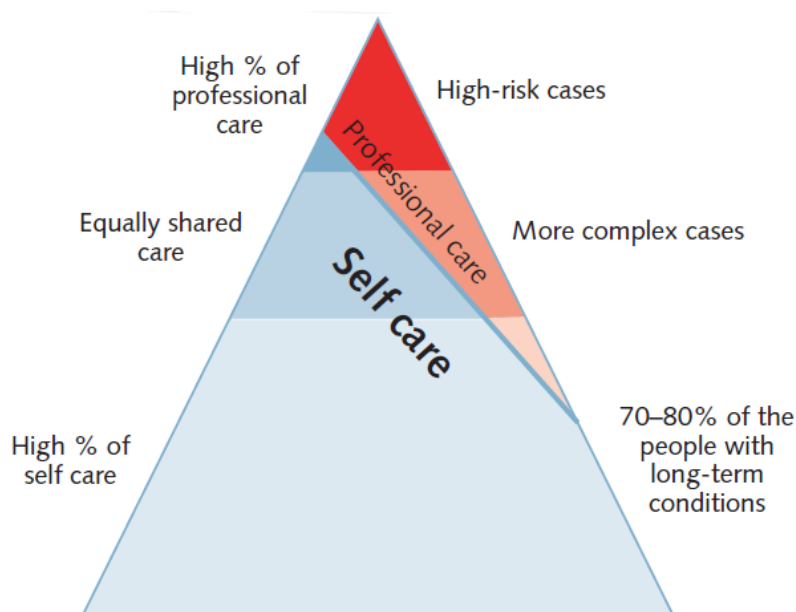 High % of
professional
care
High-risk cases
Professional care
Equally shared
care
More complex cases
Self care
High % of
self care
70–80% of the
people with
long-term
conditions